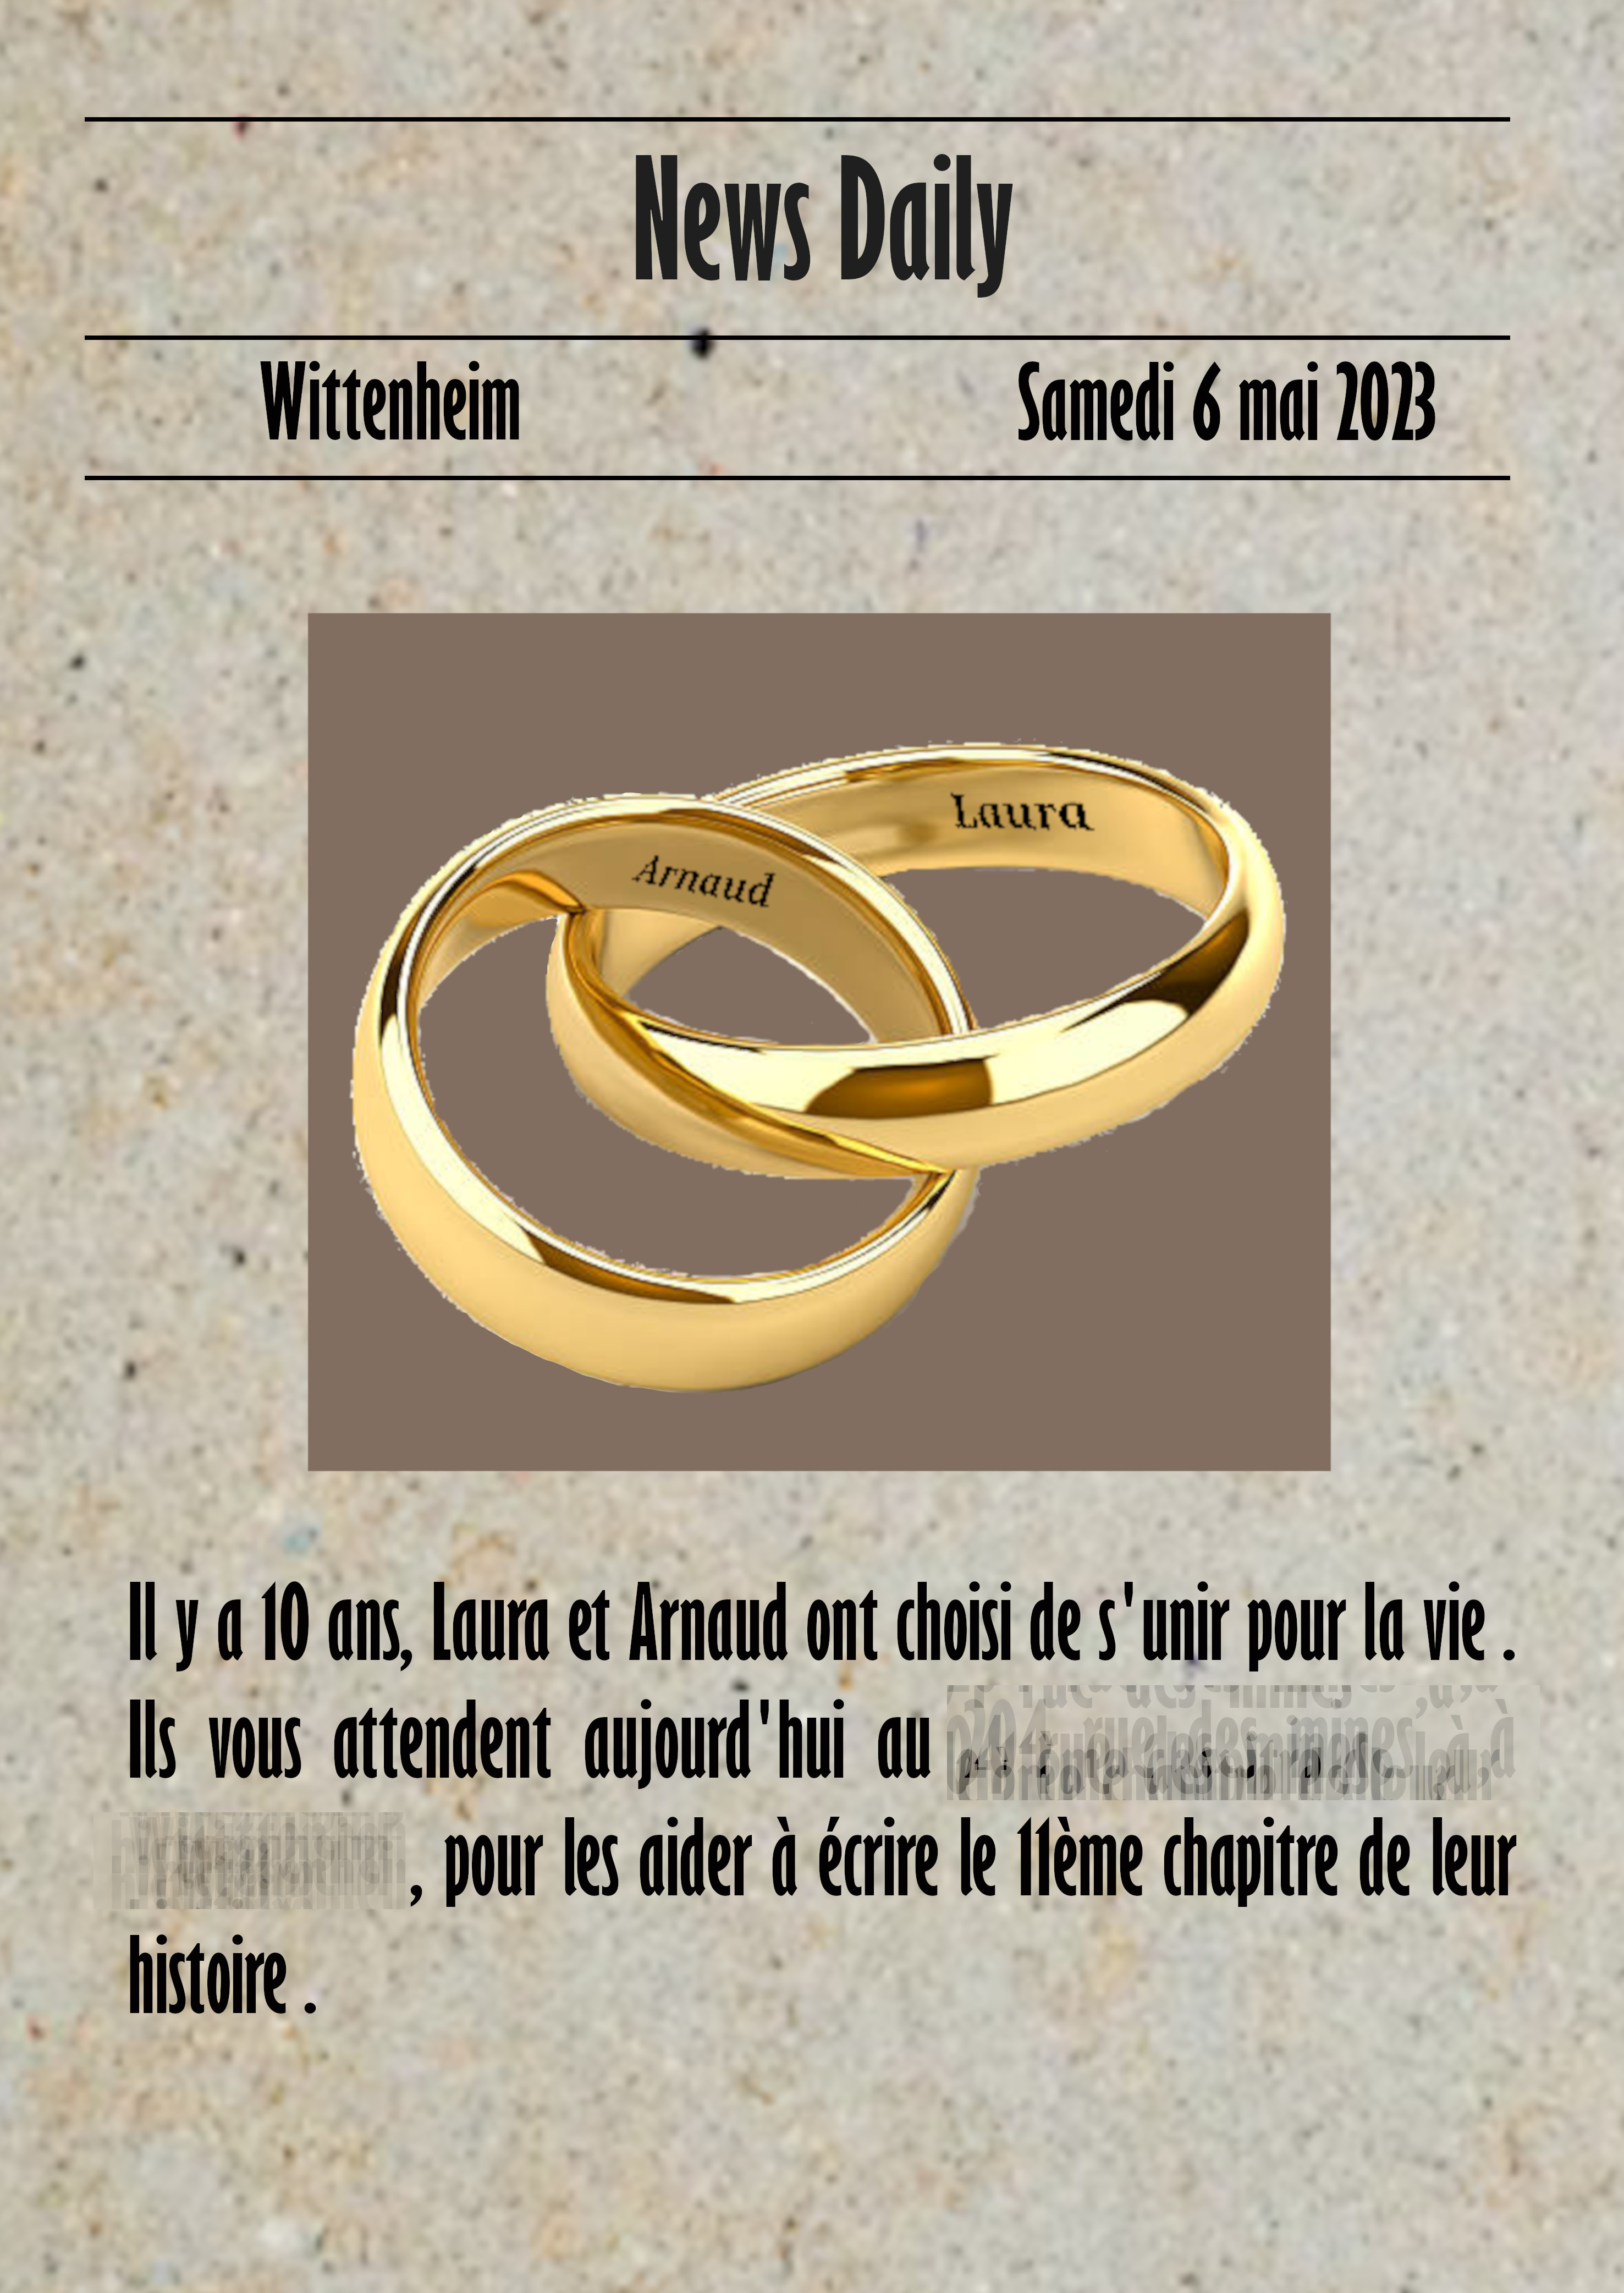 News Daily
Wittenheim Samedi 6 mai 2023
Laura
Arnaud
Il y a 10 ans, Laura et Arnaud ont choisi de s'unir pour la vie .
Ils vous attendent aujourd'hui au
, pour les aider à écrire le 11ème chapitre de leur
histoire .